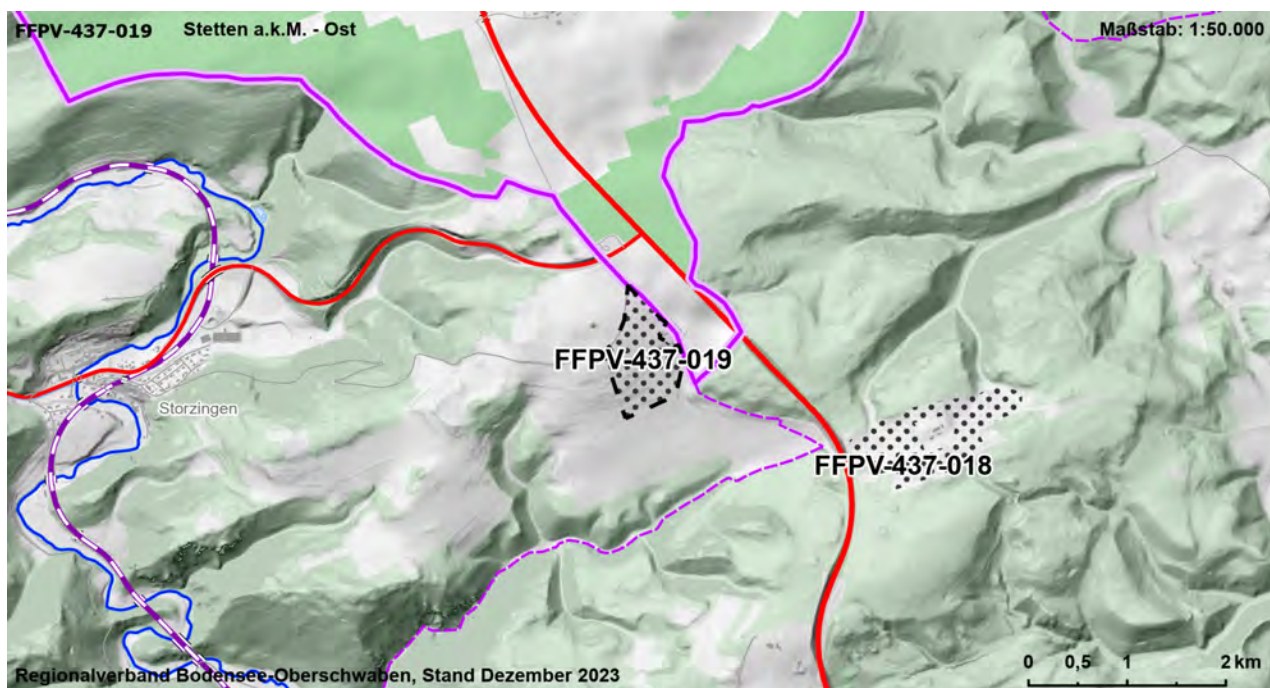 FFPV-437-019 Stetten a.k.M. - Ost
Maßstab: 1:50.000
FFPV-437-019
Storzingen
FFPV-437-018
Regionalverband Bodensee-Oberschwaben, Stand Dezember 2023
0 0,5 1 2 km